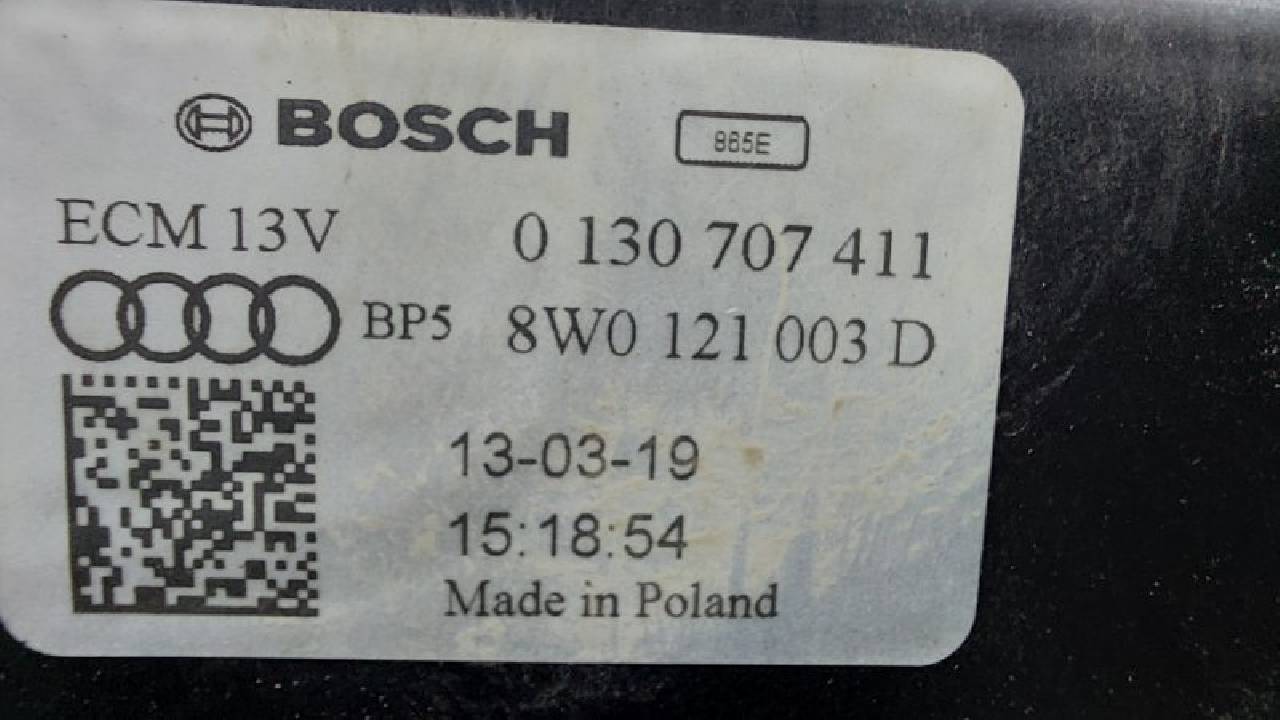 BOSCH 865E
ECM 13V 0 130 707 411
BP5 8W0 121 003 D
13-03-19
15:18:54
Made in Poland